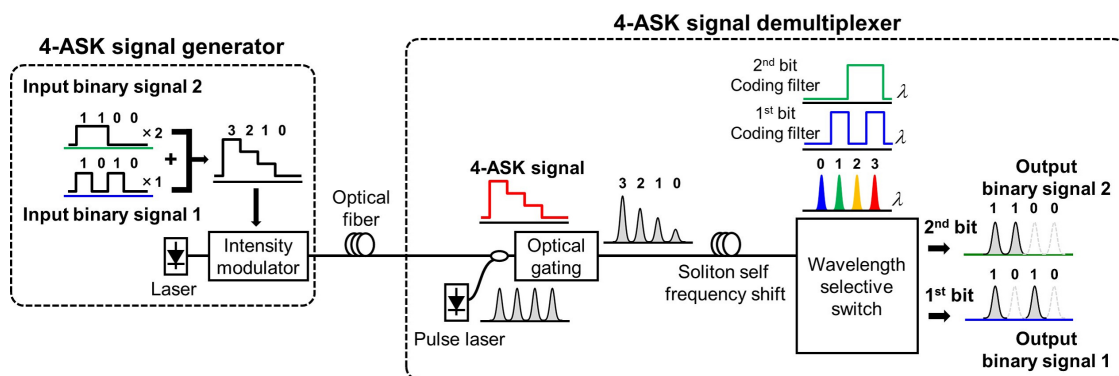 4-ASK signal generator
Input binary signal 2
1 1 0 0
×2
+
1 0 1 0
×1
Input binary signal 1
3 2 1 0
Laser
Intensity
modulator
Optical
fiber
4-ASK signal demultiplexer
4-ASK signal
Pulse laser
Optical
gating
3 2 1 0
Soliton self
frequency shift
2nd bit
Coding filter
λ
1st bit
Coding filter
λ
0 1 2 3
λ
Wavelength
selective
switch
2nd bit
1st bit
Output
binary signal 2
1 1 0 0
1 0 1 0
Output
binary signal 1